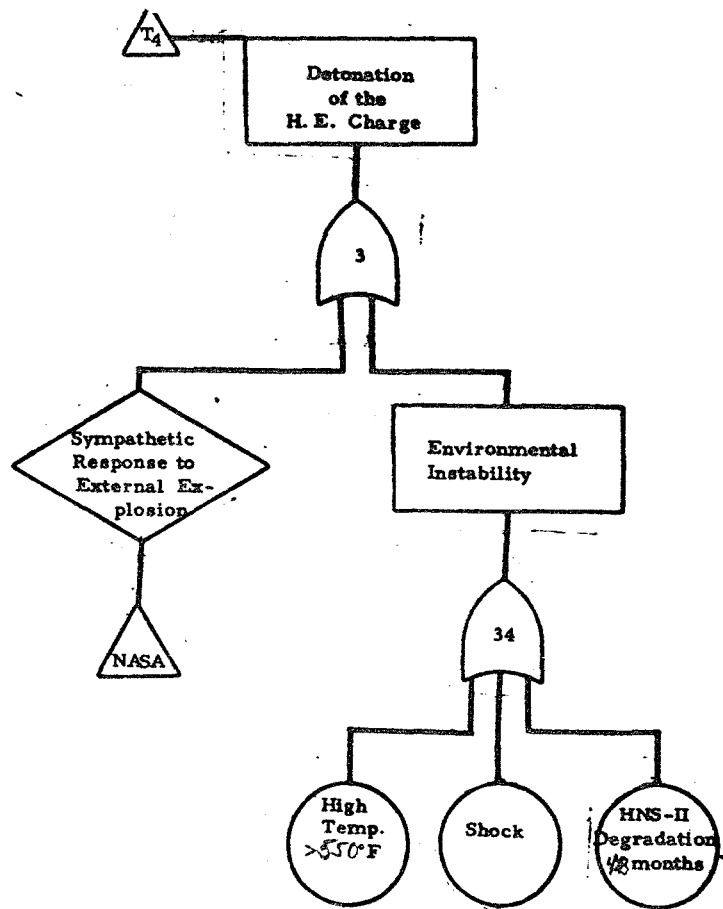 T4
Detonation
of the
H. E. Charge
3
Sympathetic
Response to
External Ex-
plosion
Environmental
Instability
NASA
34
High
Temp.
>550°F
Shock
HNS-II
Degradation
months